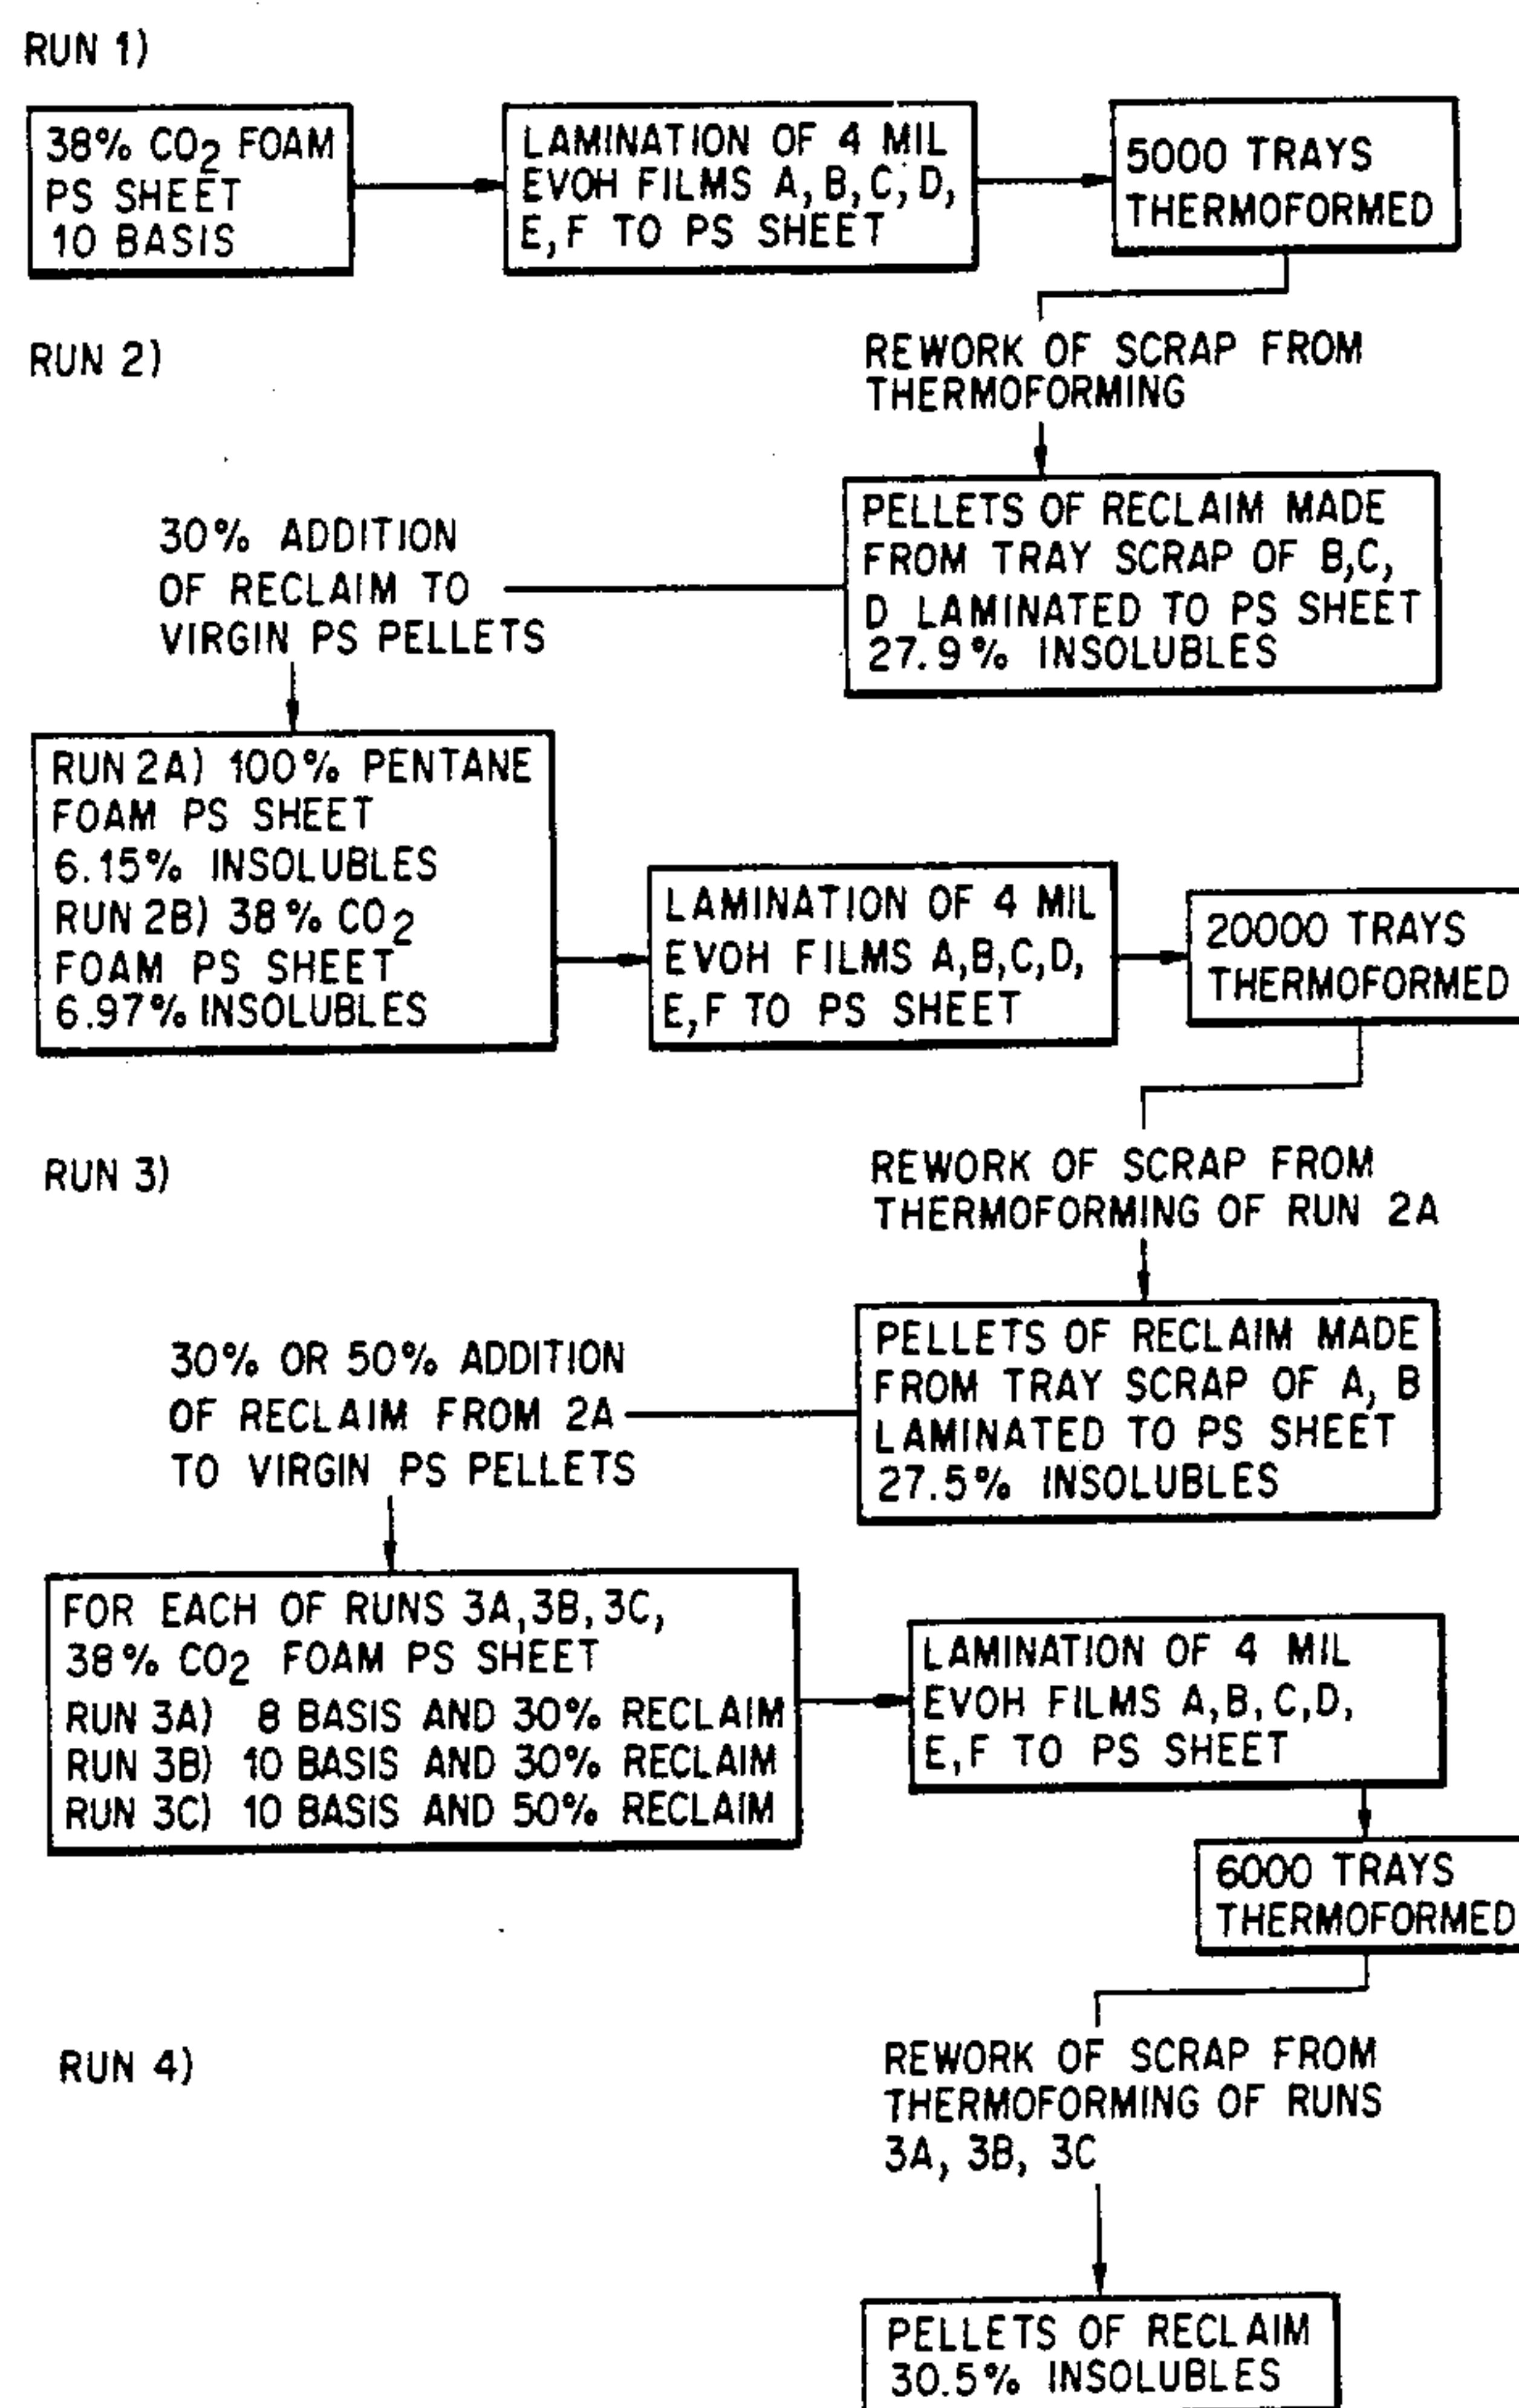 RUN 1)
38% CO2 FOAM
PS SHEET
10 BASIS
LAMINATION OF 4 MIL
EVOH FILMS A, B, C, D,
E, F TO PS SHEET
5000 TRAYS
THERMOFORMED
RUN 2)
REWORK OF SCRAP FROM
THERMOFORMING
PELLETS OF RECLAIM MADE
FROM TRAY SCRAP OF B,C,
D LAMINATED TO PS SHEET
27.9% INSOLUBLES
30% ADDITION
OF RECLAIM TO
VIRGIN PS PELLETS
RUN 2A) 100% PENTANE
FOAM PS SHEET
6.15% INSOLUBLES
RUN 2B) 38% CO2
FOAM PS SHEET
6.97% INSOLUBLES
LAMINATION OF 4 MIL
EVOH FILMS A,B,C,D,
E,F TO PS SHEET
20000 TRAYS
THERMOFORMED
RUN 3)
REWORK OF SCRAP FROM
THERMOFORMING OF RUN 2A
PELLETS OF RECLAIM MADE
FROM TRAY SCRAP OF A, B
LAMINATED TO PS SHEET
27.5% INSOLUBLES
30% OR 50% ADDITION
OF RECLAIM FROM 2A
TO VIRGIN PS PELLETS
FOR EACH OF RUNS 3A,3B,3C,
38% CO2 FOAM PS SHEET
RUN 3A) 8 BASIS AND 30% RECLAIM
RUN 3B) 10 BASIS AND 30% RECLAIM
RUN 3C) 10 BASIS AND 50% RECLAIM
LAMINATION OF 4 MIL
EVOH FILMS A,B,C,D,
E,F TO PS SHEET
6000 TRAYS
THERMOFORMED
RUN 4)
REWORK OF SCRAP FROM
THERMOFORMING OF RUNS
3A, 3B, 3C
PELLETS OF RECLAIM
30.5% INSOLUBLES